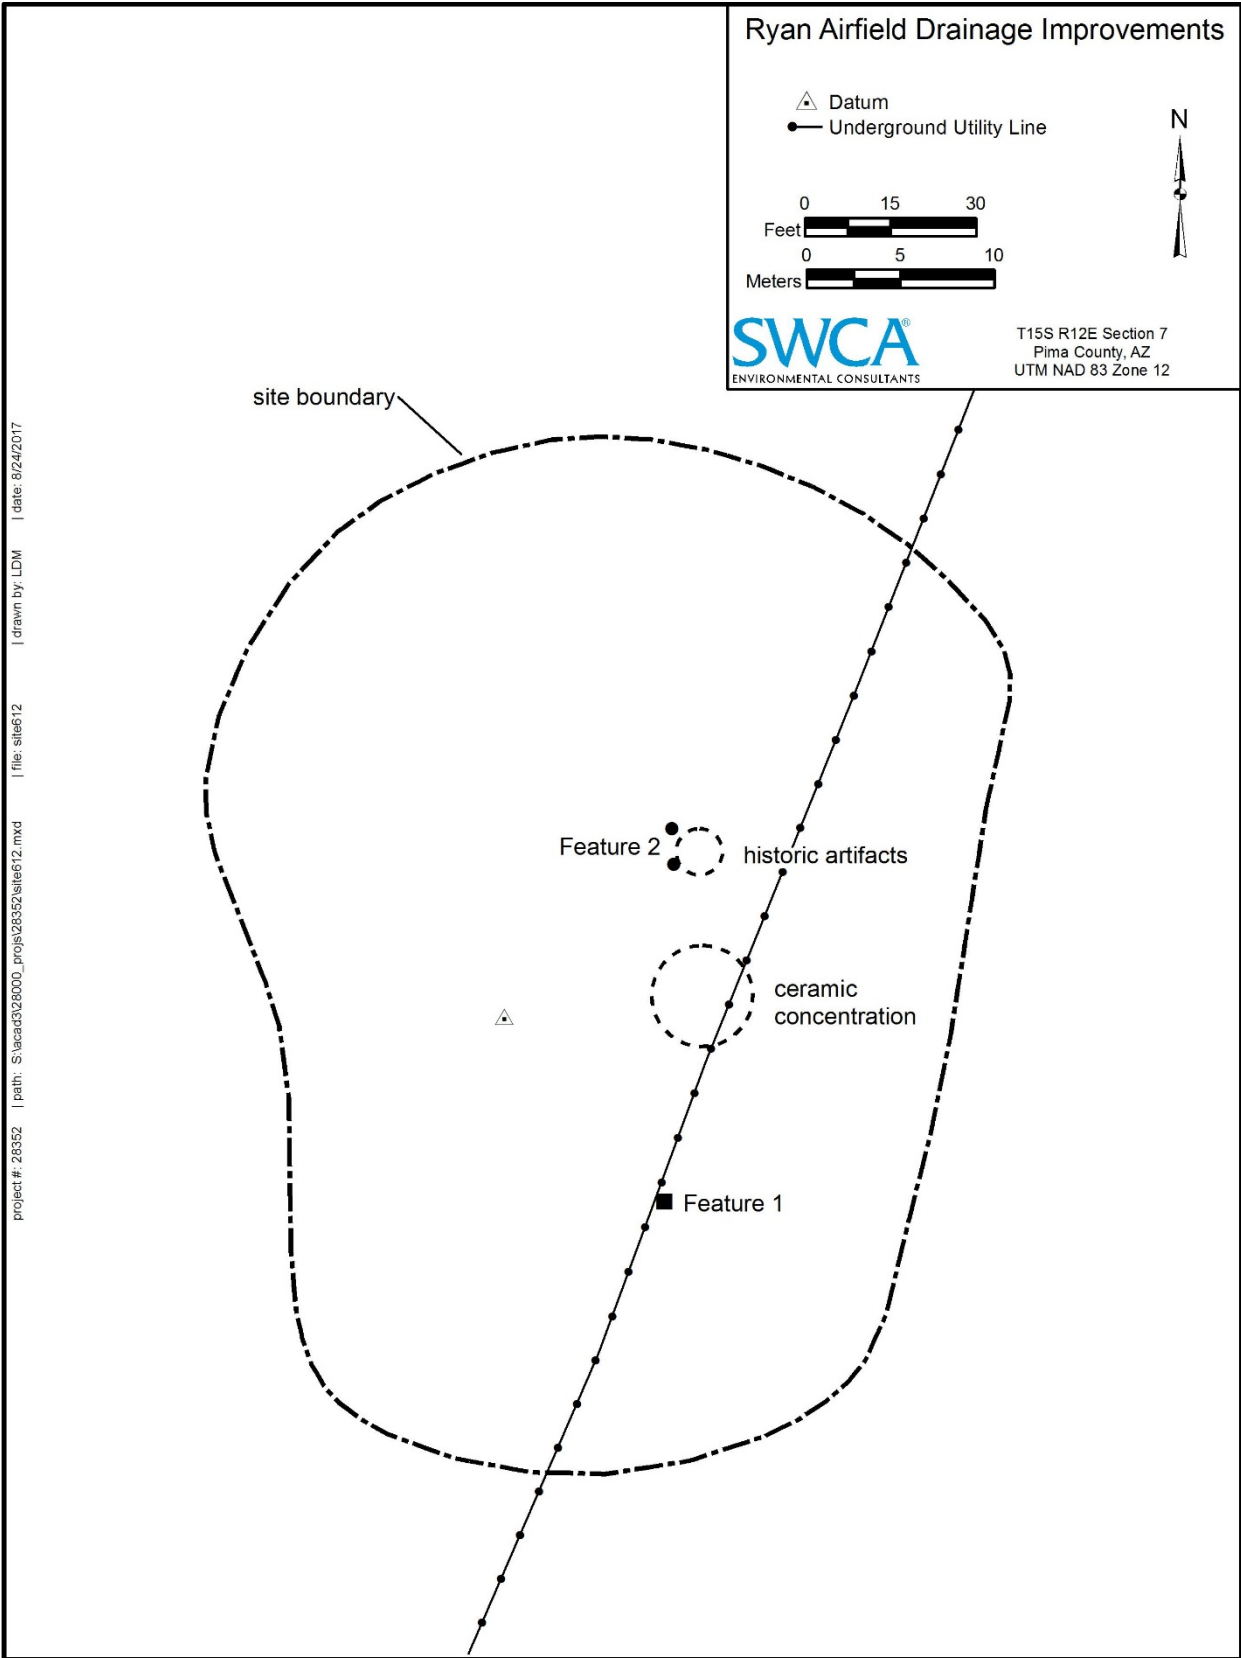 Ryan Airfield Drainage Improvements
Datum
Underground Utility Line
N
0 15 30
Feet
0 5 10
Meters
SWCA®
ENVIRONMENTAL CONSULTANTS
T15S R12E Section 7
Pima County, AZ
UTM NAD 83 Zone 12
site boundary
Feature 2
historic artifacts
ceramic
concentration
Feature 1
project #: 28352 | path: S:\acad3\28000_projs\28352\site612.mxd | file: site612 | drawn by: LDM | date: 8/24/2017